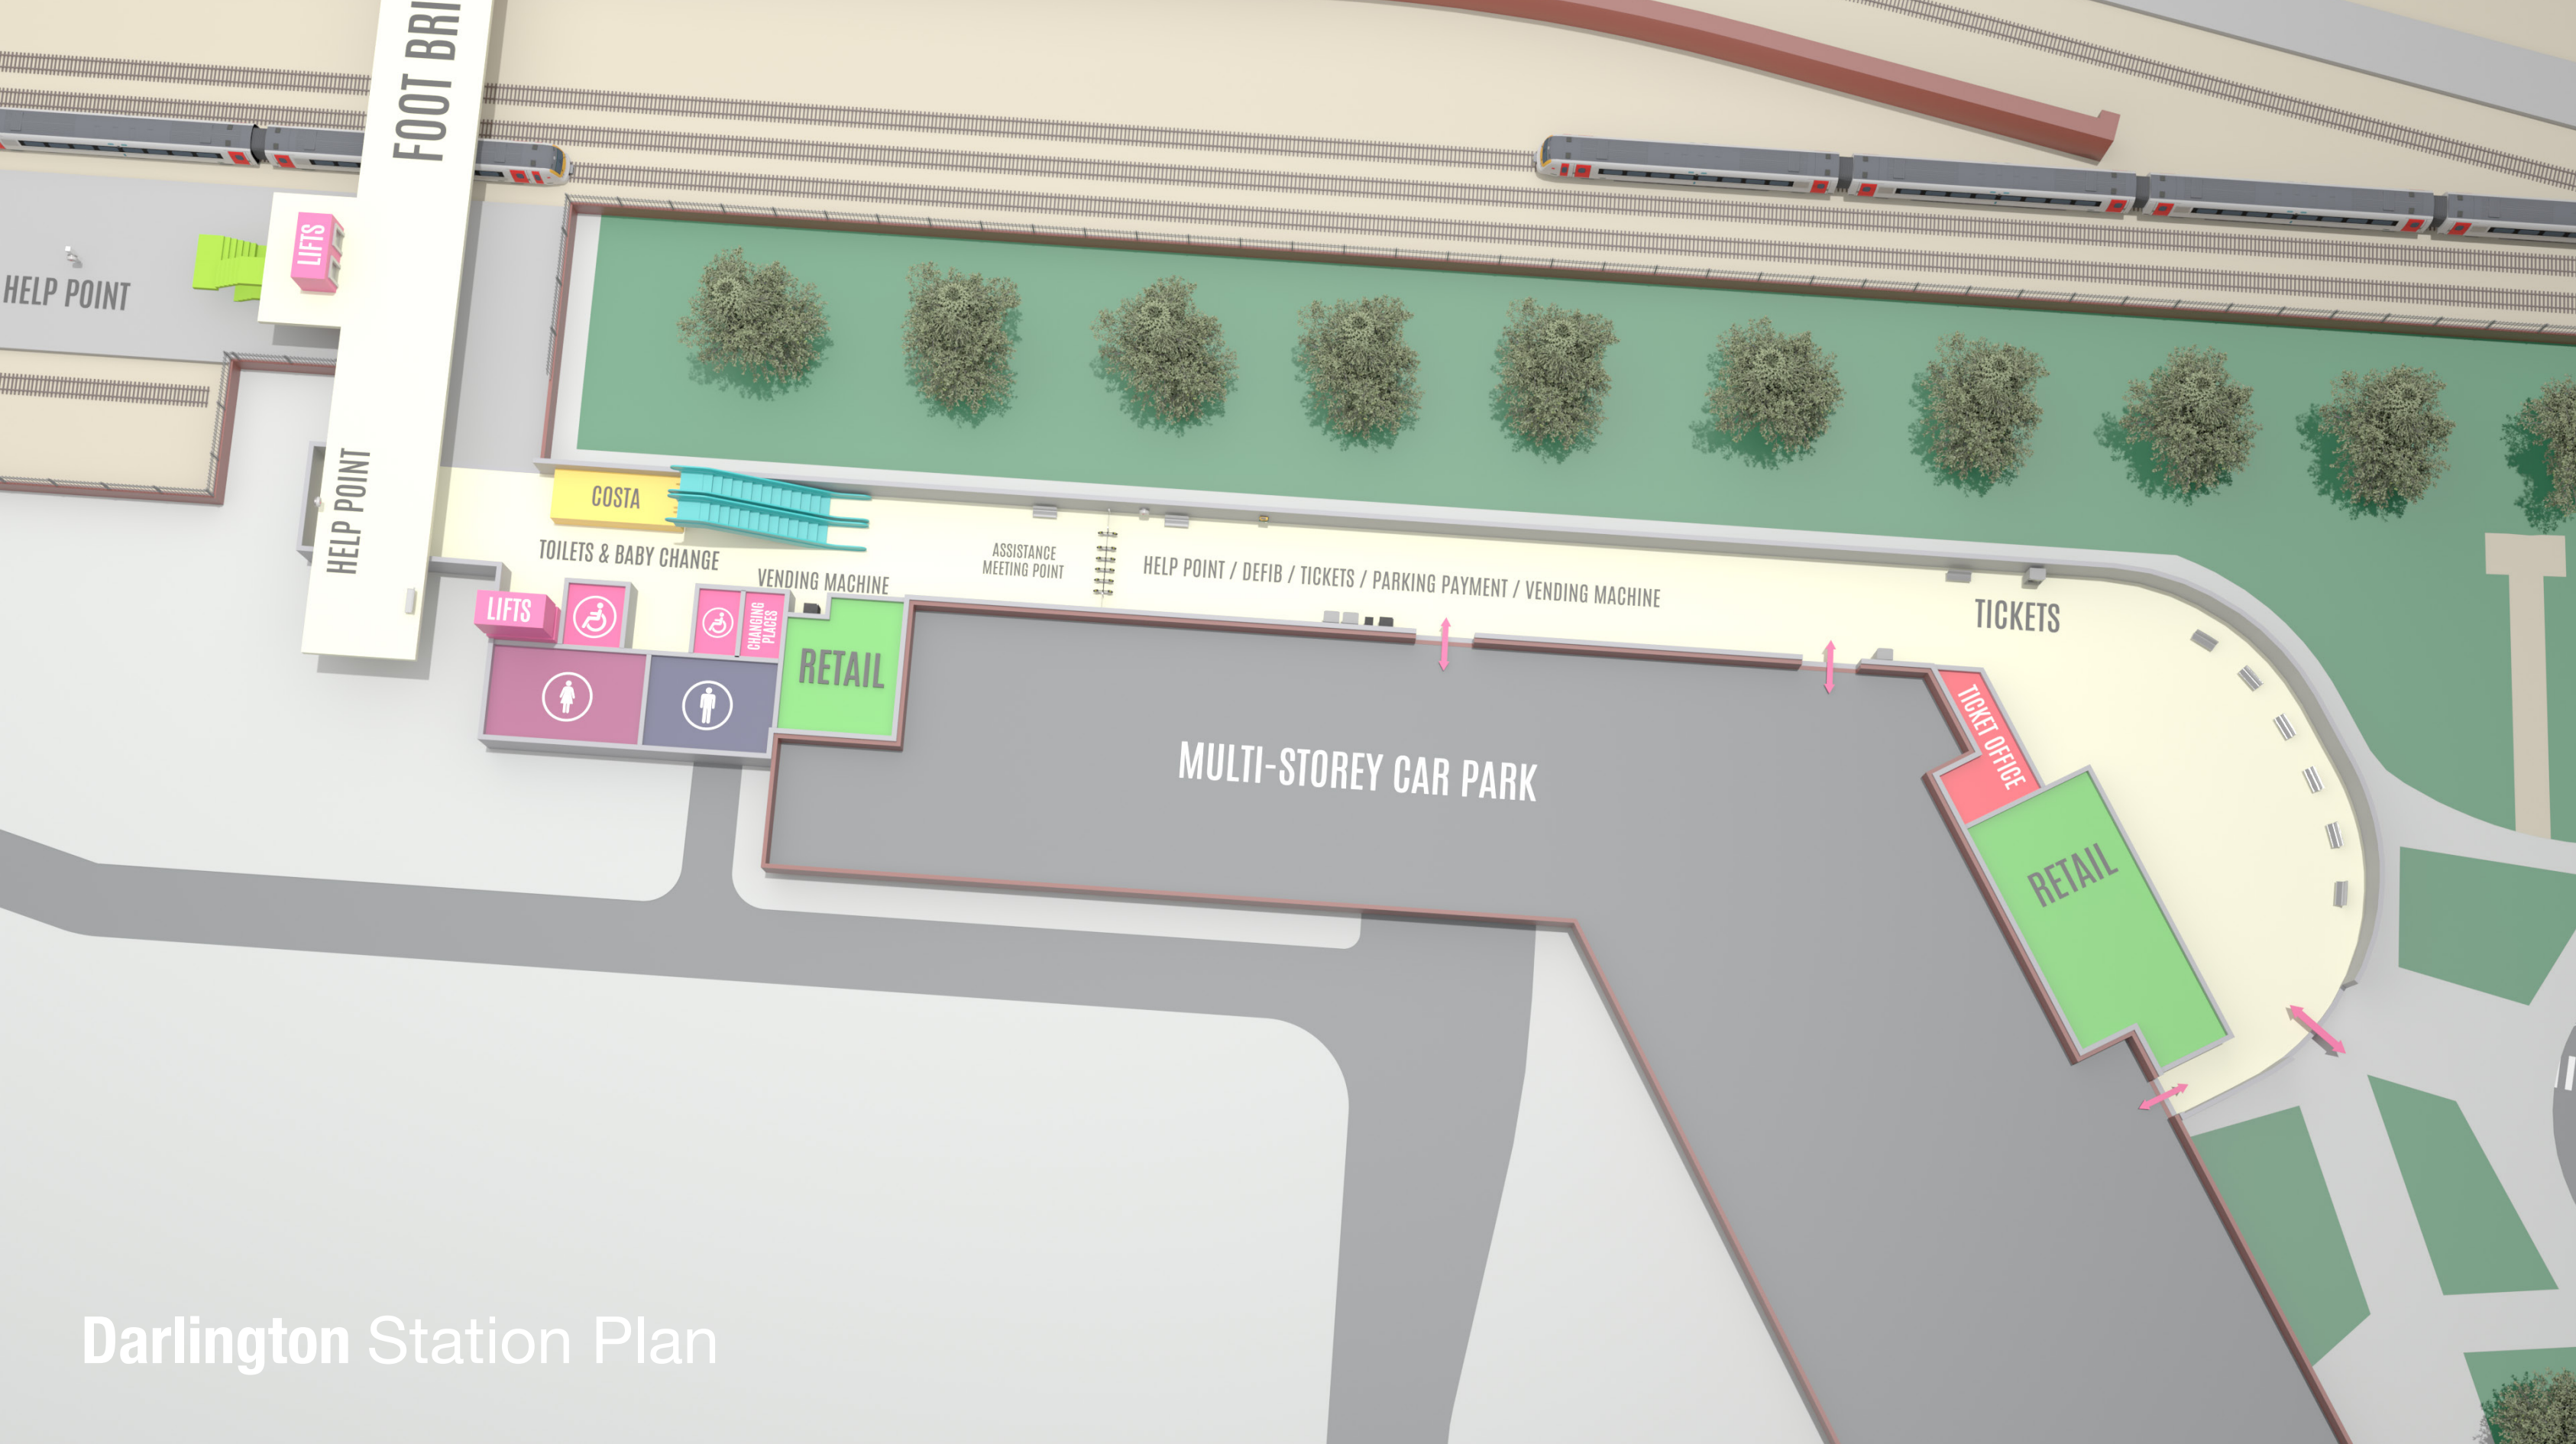 FOOT BRI
LIFTS
HELP POINT
HELP POINT
COSTA
TOILETS & BABY CHANGE
VENDING MACHINE
ASSISTANCE
MEETING POINT
HELP POINT / DEFIB / TICKETS / PARKING PAYMENT / VENDING MACHINE
TICKETS
LIFTS
CHANGING
PLACES
RETAIL
TICKET OFFICE
MULTI-STOREY CAR PARK
RETAIL
Darlington Station Plan